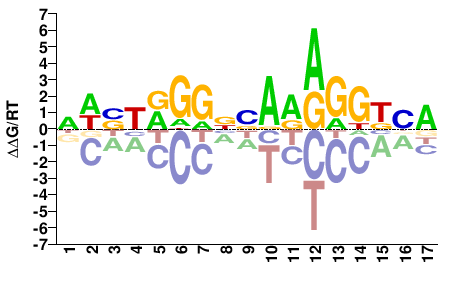 7
6
5
4
3
2
1
0
-1
-2
-3
-4
-5
-6
-7
ΔΔG/RT
A G
A T C
C G T A
T G A
G A T C
G A C
G A T C
G T A
C G A
A C T
A G T C
A G C T
G A T C
G T A C
T G A
C A
A G T C
1 2 3 4 5 6 7 8 9 10 11 12 13 14 15 16 17